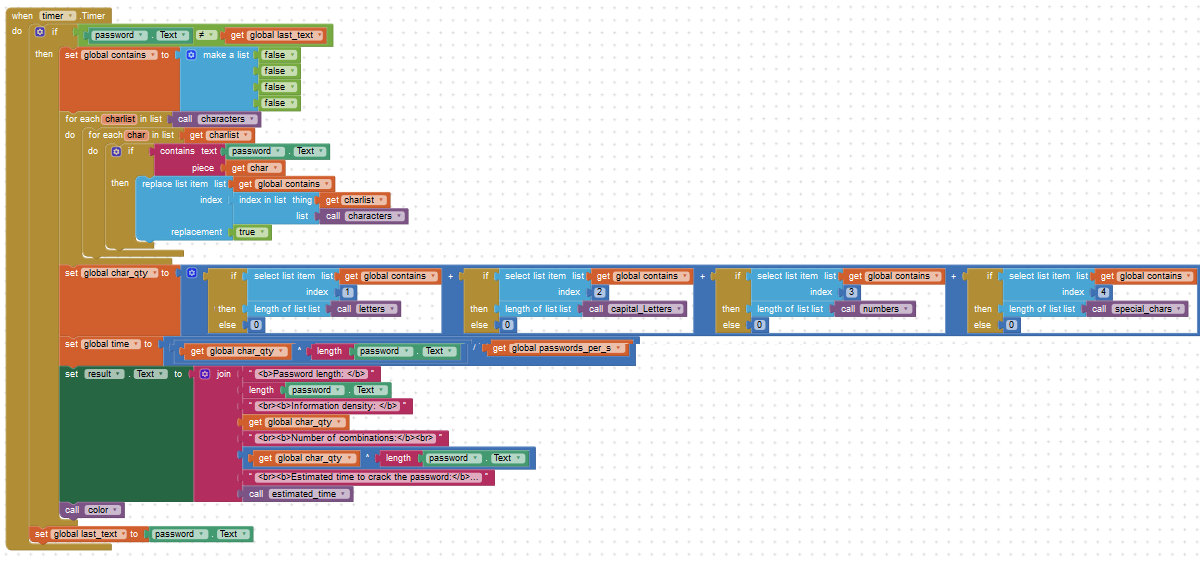 when timer .Timer
do if password . Text ≠ get global last_text
then set global contains to make a list false
false
false
false
for each charlist in list call characters
do for each char in list get charlist
do if contains text password . Text
piece get char
then replace list item list get global contains
index index in list thing get charlist
list call characters
replacement true
set global char_qty to if select list item list get global contains + if select list item list get global contains + if select list item list get global contains + if select list item list get global contains
index 1 index 2 index 3 index 4
then length of list list call letters then length of list list call capital_Letters then length of list list call numbers then length of list list call special_chars
else 0 else 0 else 0 else 0
set global time to get global char_qty ^ length password . Text / get global passwords_per_s
set result . Text to join " <b>Password length: </b> "
length password . Text
" <br><b>Information density: </b> "
get global char_qty
" <br><b>Number of combinations:</b><br> "
get global char_qty ^ length password . Text
" <br><b>Estimated time to crack the password:</b>... "
call estimated_time
call color
set global last_text to password . Text